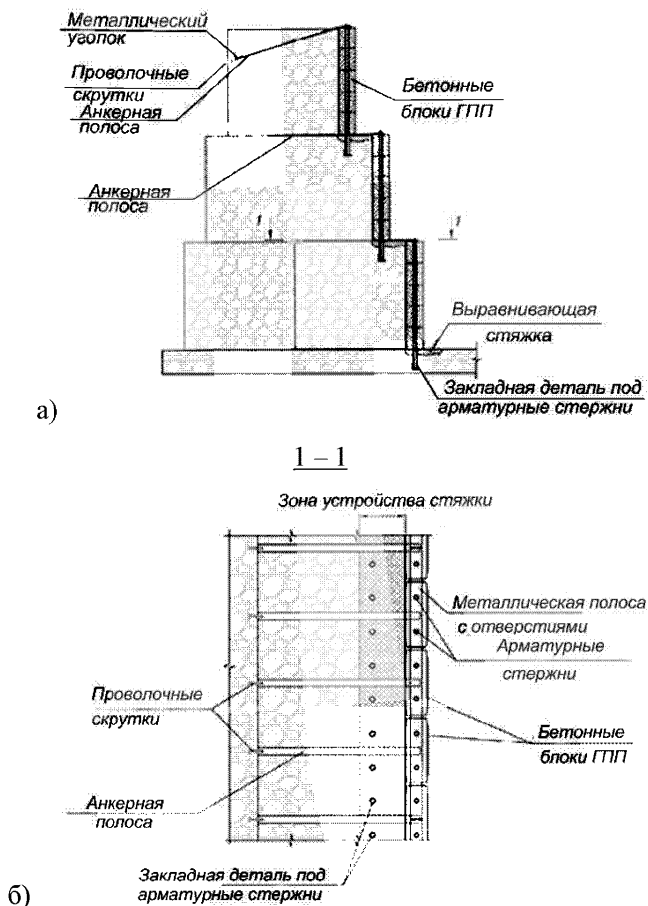 Металлический
уголок
Проволочные
скрутки
Анкерная
полоса
Бетонные
блоки ГПП
Анкерная
полоса
1
1
Выравнивающая
стяжка
Закладная деталь под
арматурные стержни
а)
1 – 1
Зона устройства стяжки
Металлическая полоса
с отверстиями
Арматурные
стержни
Проволочные
скрутки
Бетонные
блоки ГПП
Анкерная
полоса
Закладная деталь под
арматурные стержни
б)